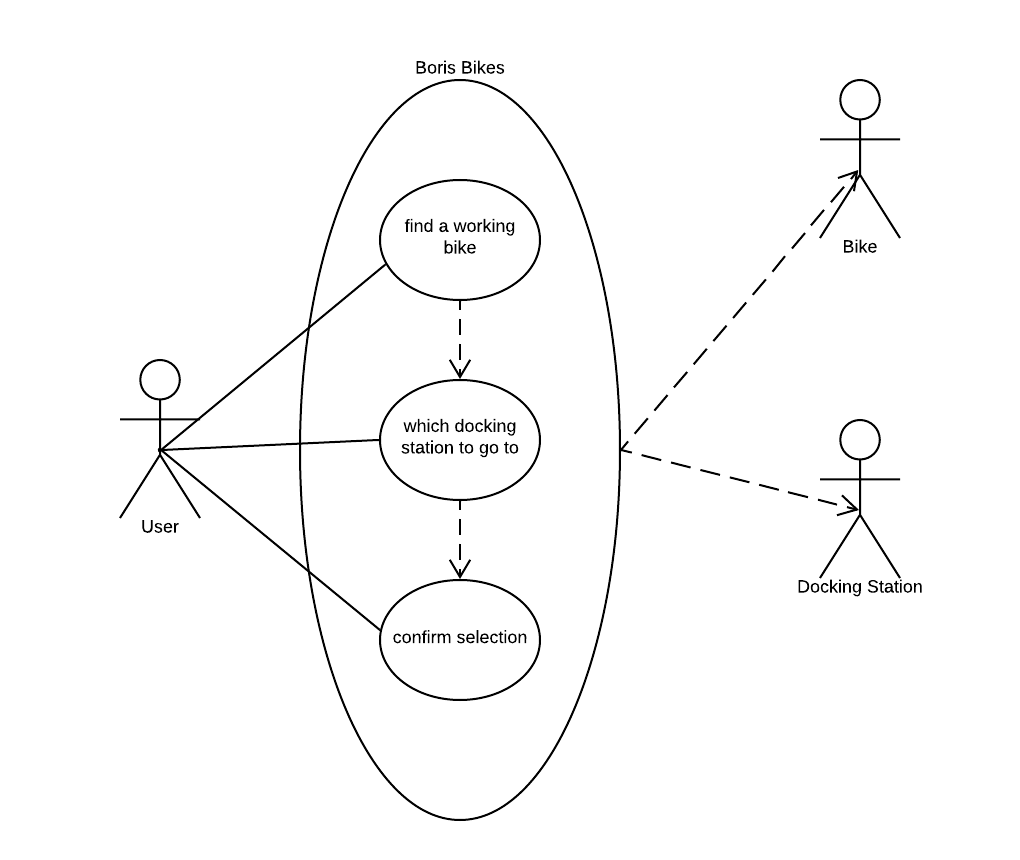 Boris Bikes
find a working
bike
Bike
which docking
station to go to
User
Docking Station
confirm selection